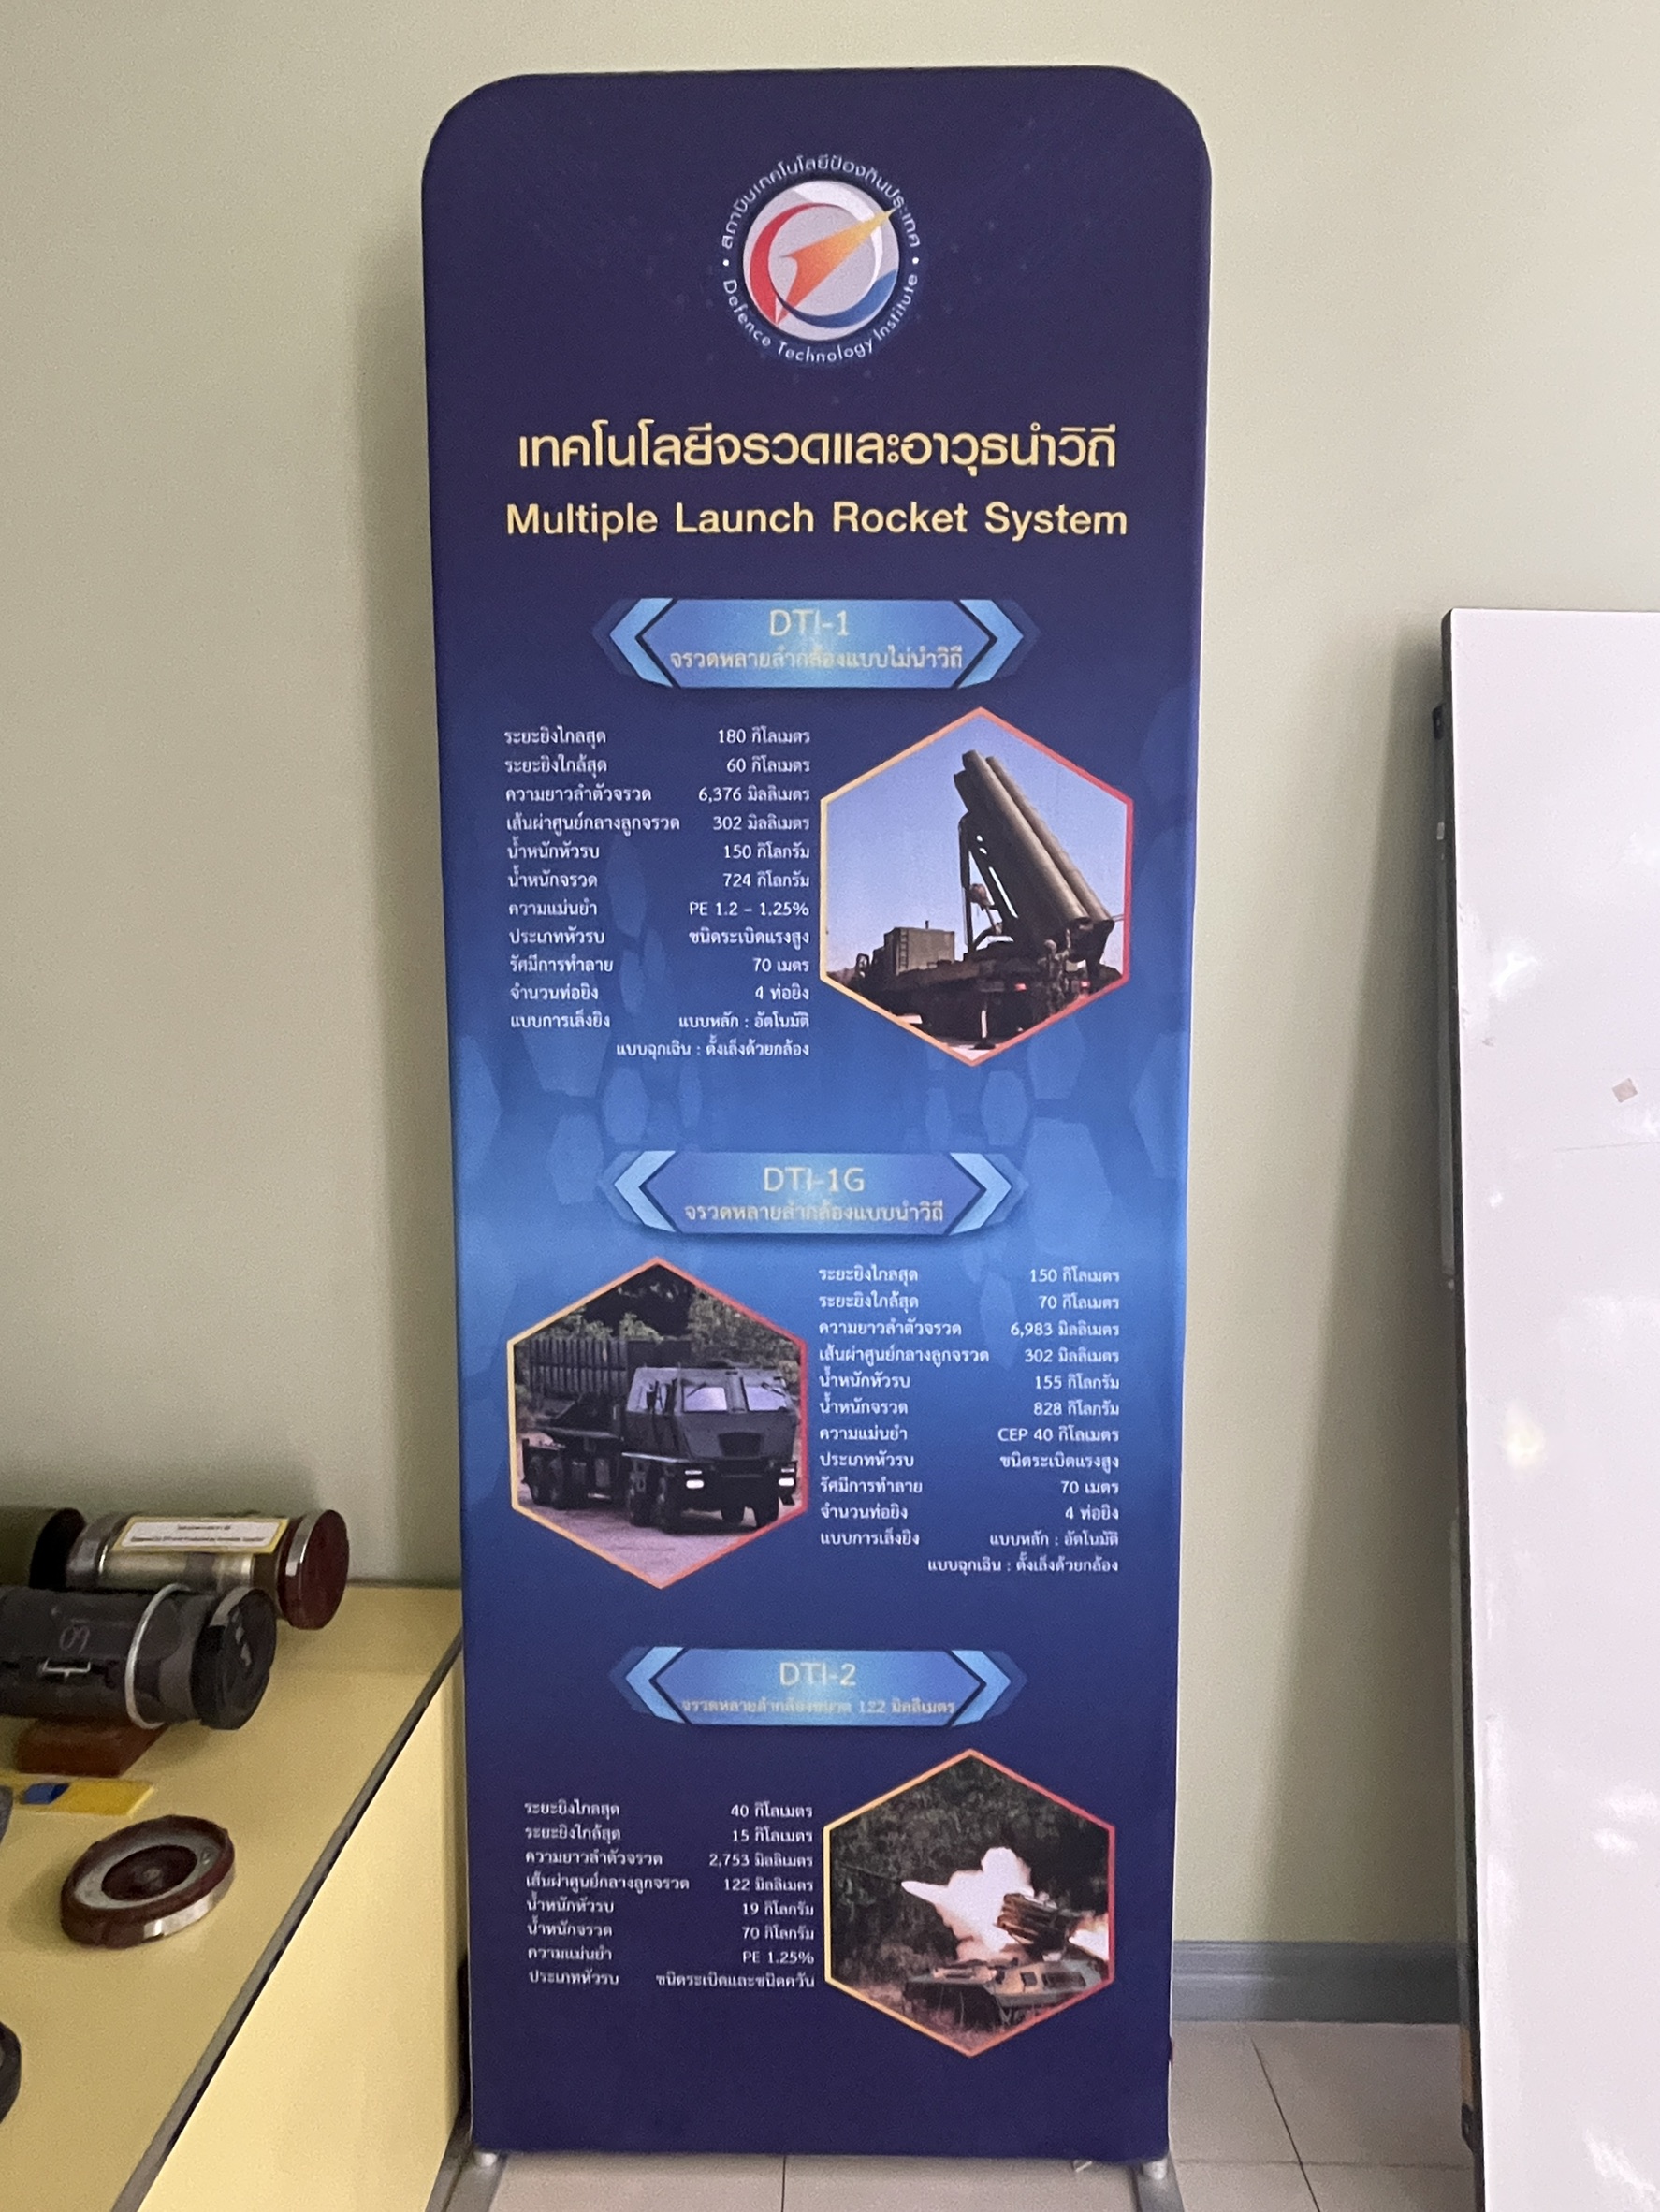 สถาบันเทคโนโลยีป้องกันประเทศ
Defence Technology Institute
เทคโนโลยีจรวดและอาวุธนำวิถี
Multiple Launch Rocket System
DTI-1
จรวดหลายลำกล้องแบบไม่นำวิถี
ระยะยิงไกลสุด 180 กิโลเมตร
ระยะยิงใกล้สุด 60 กิโลเมตร
ความยาวลำตัวจรวด 6,376 มิลลิเมตร
เส้นผ่าศูนย์กลางลูกจรวด 302 มิลลิเมตร
น้ำหนักหัวรบ 150 กิโลกรัม
น้ำหนักจรวด 724 กิโลกรัม
ความแม่นยำ PE 1.2 – 1.25%
ประเภทหัวรบ ชนิดระเบิดแรงสูง
รัศมีการทำลาย 70 เมตร
จำนวนท่อยิง 4 ท่อยิง
แบบการเล็งยิง แบบหลัก : อัตโนมัติ
แบบฉุกเฉิน : ตั้งเล็งด้วยกล้อง
DTI-1G
จรวดหลายลำกล้องแบบนำวิถี
ระยะยิงไกลสุด 150 กิโลเมตร
ระยะยิงใกล้สุด 70 กิโลเมตร
ความยาวลำตัวจรวด 6,983 มิลลิเมตร
เส้นผ่าศูนย์กลางลูกจรวด 302 มิลลิเมตร
น้ำหนักหัวรบ 155 กิโลกรัม
น้ำหนักจรวด 828 กิโลกรัม
ความแม่นยำ CEP 40 กิโลเมตร
ประเภทหัวรบ ชนิดระเบิดแรงสูง
รัศมีการทำลาย 70 เมตร
จำนวนท่อยิง 4 ท่อยิง
แบบการเล็งยิง แบบหลัก : อัตโนมัติ
แบบฉุกเฉิน : ตั้งเล็งด้วยกล้อง
DTI-2
จรวดหลายลำกล้องขนาด 122 มิลลิเมตร
ระยะยิงไกลสุด 40 กิโลเมตร
ระยะยิงใกล้สุด 15 กิโลเมตร
ความยาวลำตัวจรวด 2,753 มิลลิเมตร
เส้นผ่าศูนย์กลางลูกจรวด 122 มิลลิเมตร
น้ำหนักหัวรบ 19 กิโลกรัม
น้ำหนักจรวด 70 กิโลกรัม
ความแม่นยำ PE 1.25%
ประเภทหัวรบ ชนิดระเบิดและชนิดควัน